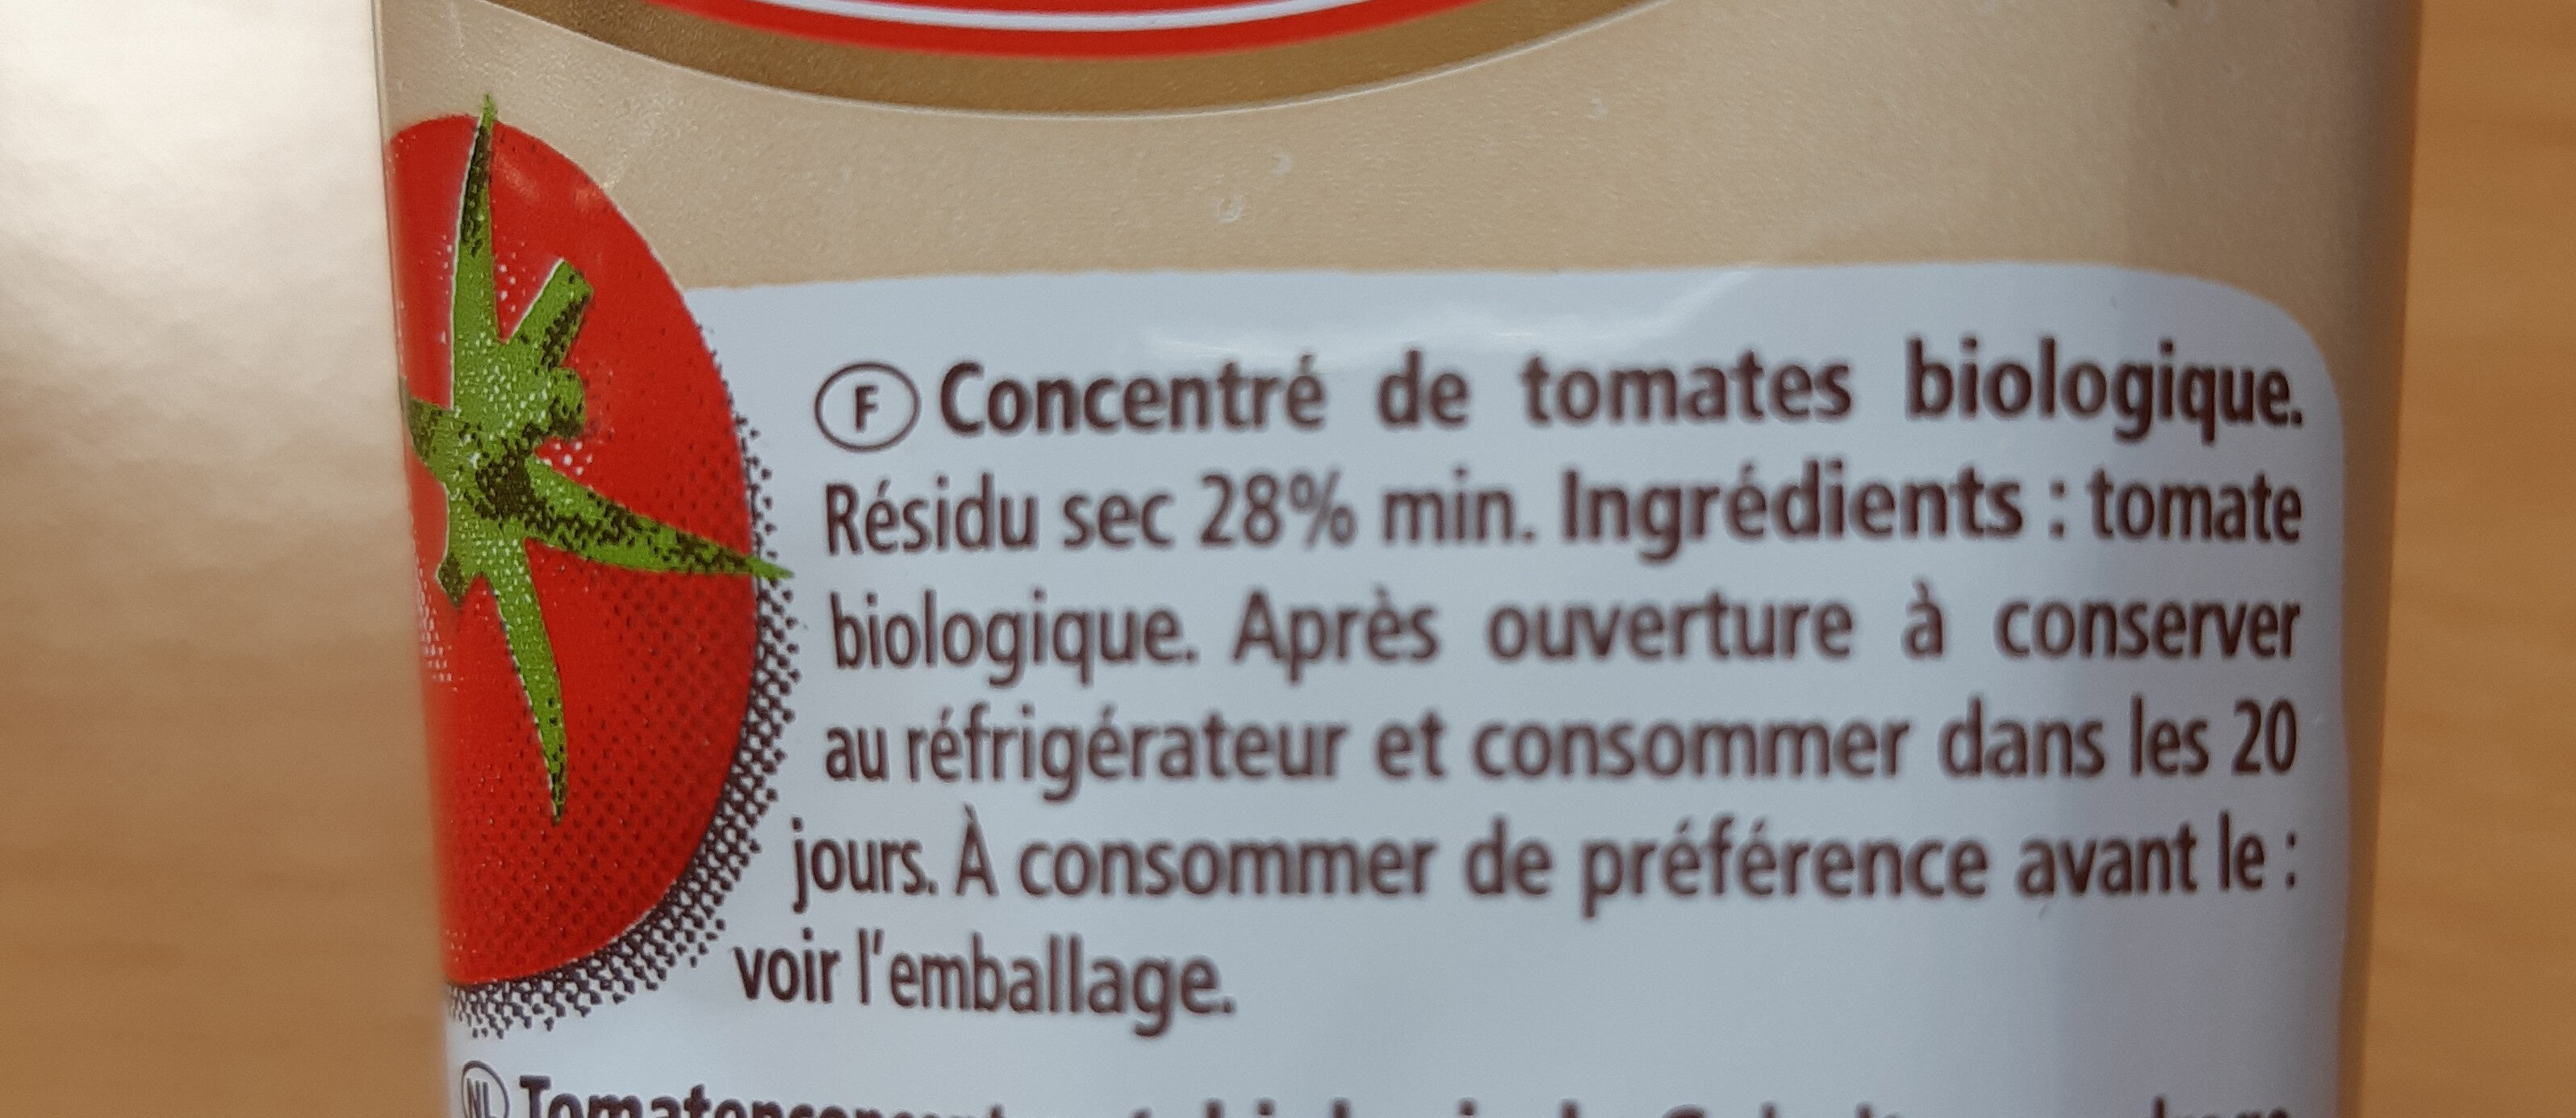 F Concentré de tomates biologique.
Résidu sec 28% min. Ingrédients : tomate
biologique. Après ouverture à conserver
au réfrigérateur et consommer dans les 20
jours. À consommer de préférence avant le :
voir l'emballage.
NL